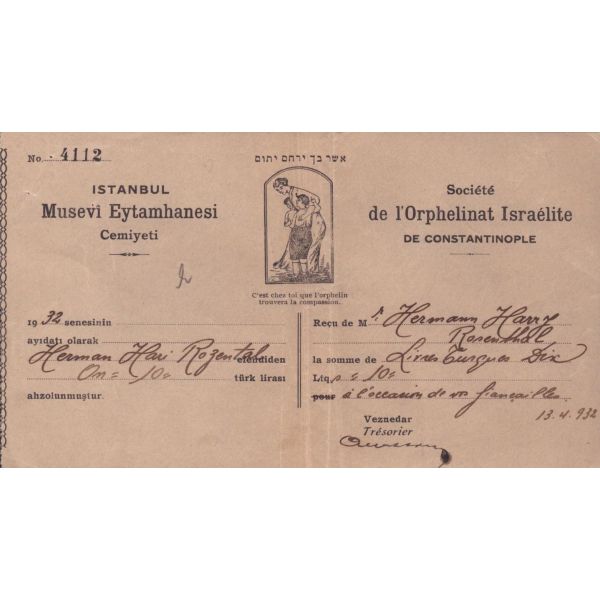 No. 4112
ISTANBUL
Musevî Eytamhanesi
Cemiyeti
אשר בך ירחם יתום
C'est chez toi que l'orphelin
trouvera la compassion.
Société
de l'Orphelinat Israélite
DE CONSTANTINOPLE
1932 senesinin
ayıdatı olarak
Herman Hari Rozental efendiden
On = 10 = türk lirası
ahzolunmuştur.
Reçu de Mr. Hermann Harry
Rosenthal
la somme de Livres Turques Dix
Ltqs = 10 =
pour à l'occasion de vos fiançailles.
13.4.932
Veznedar
Trésorier